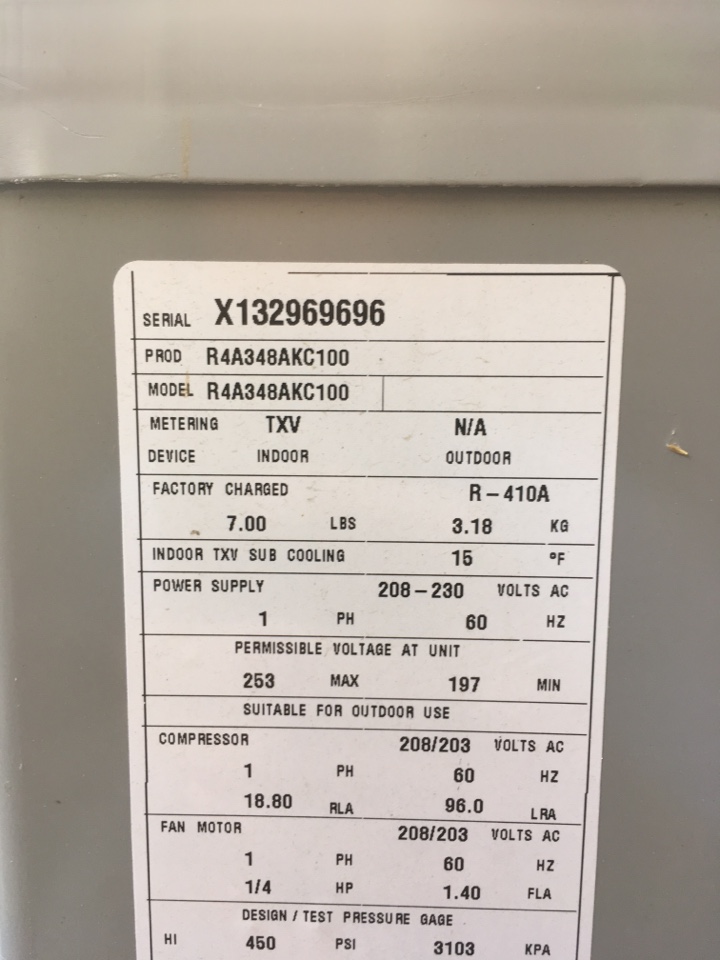 SERIAL X132969696
PROD R4A348AKC100
MODEL R4A348AKC100
METERING TXV N/A
DEVICE INDOOR OUTDOOR
FACTORY CHARGED R-410A
7.00 LBS 3.18 KG
INDOOR TXV SUB COOLING 15 °F
POWER SUPPLY 208-230 VOLTS AC
1 PH 60 HZ
PERMISSIBLE VOLTAGE AT UNIT
253 MAX 197 MIN
SUITABLE FOR OUTDOOR USE
COMPRESSOR 208/203 VOLTS AC
1 PH 60 HZ
18.80 RLA 96.0 LRA
FAN MOTOR 208/203 VOLTS AC
1 PH 60 HZ
1/4 HP 1.40 FLA
DESIGN / TEST PRESSURE GAGE
HI 450 PSI 3103 KPA